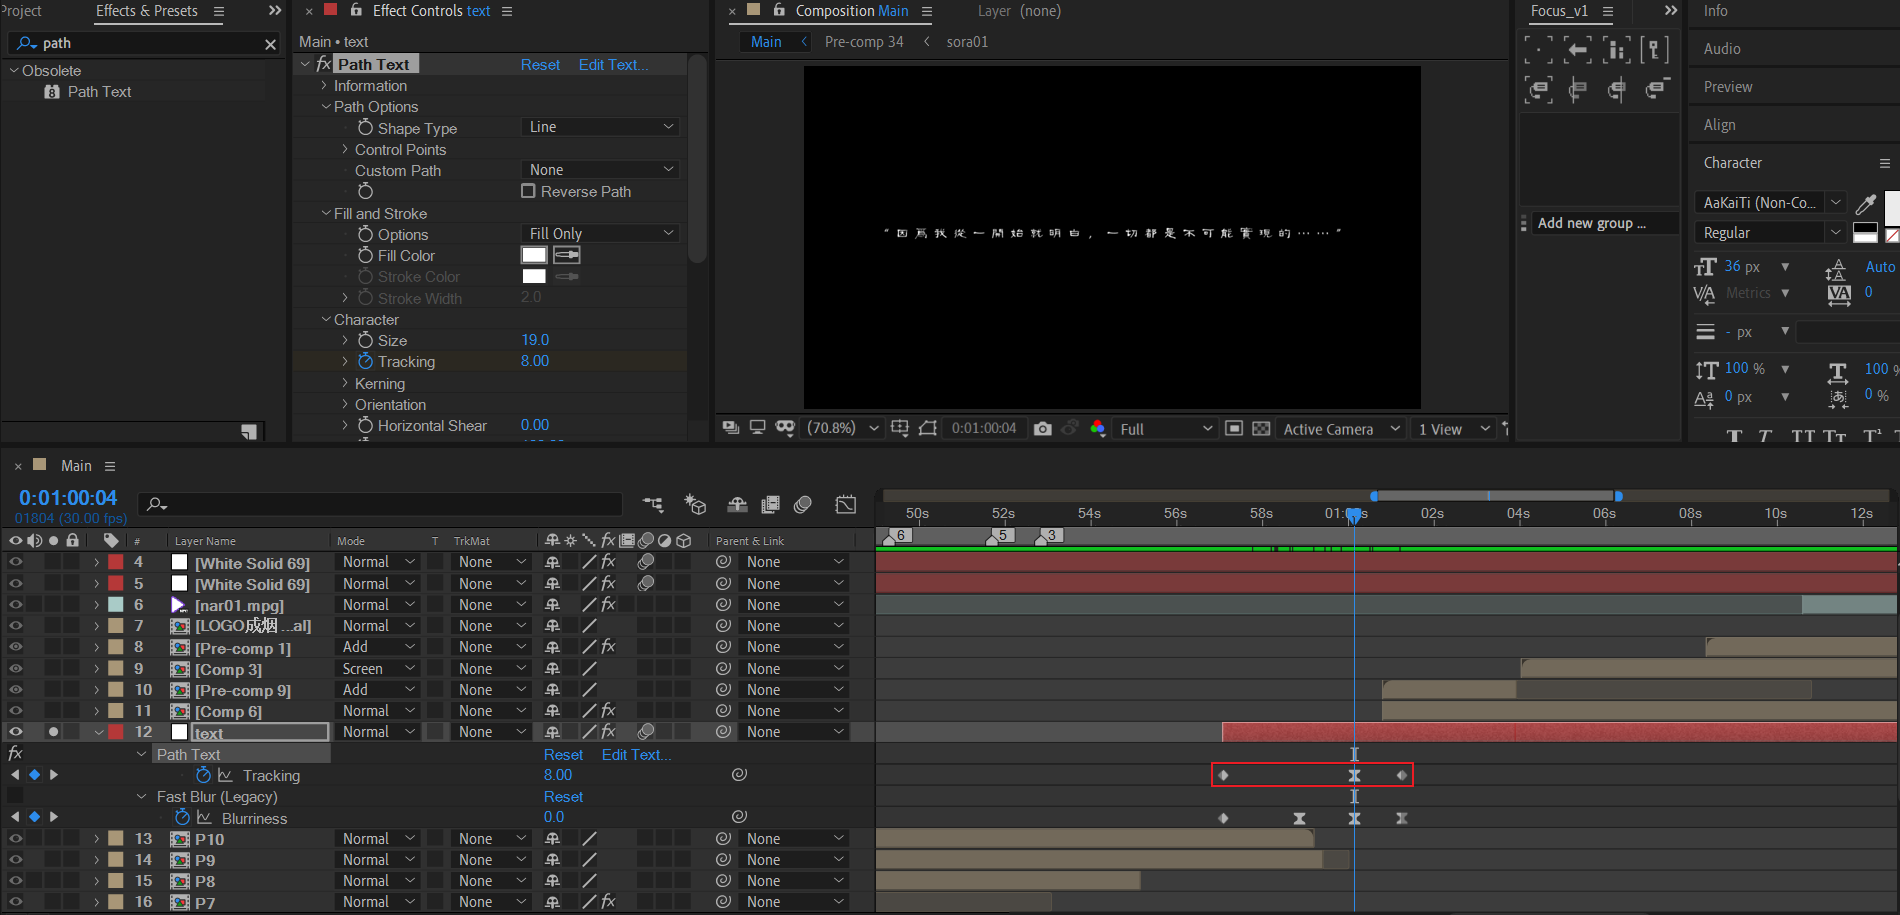 Project
Effects & Presets
path
Obsolete
Path Text
Effect Controls text
Main • text
fx Path Text Reset Edit Text...
Information
Path Options
Shape Type Line
Control Points
Custom Path None
Reverse Path
Fill and Stroke
Options Fill Only
Fill Color
Stroke Color
Stroke Width 2.0
Character
Size 19.0
Tracking 8.00
Kerning
Orientation
Horizontal Shear 0.00
Composition Main
Layer (none)
Main Pre-comp 34 sora01
“因爲我從一開始就明白，一切都是不可能實現的……”
(70.8%) 0:01:00:04 Full Active Camera 1 View
Focus_v1
Add new group ...
Info
Audio
Preview
Align
Character
AaKaiTi (Non-Co...
Regular
36 px Auto
Metrics 0
- px
100 % 100 %
0 px 0 %
Main
0:01:00:04
01804 (30.00 fps)
50s 52s 54s 56s 58s 02s 04s 06s 08s 10s 12s
6 5 3
# Layer Name Mode T TrkMat fx Parent & Link
4 [White Solid 69] Normal None None
5 [White Solid 69] Normal None None
6 [nar01.mpg] Normal None fx None
7 [LOGO成烟 ...al] Normal None None
8 [Pre-comp 1] Add None fx None
9 [Comp 3] Screen None None
10 [Pre-comp 9] Add None None
11 [Comp 6] Normal None fx None
12 text Normal None fx None
fx Path Text Reset Edit Text...
Tracking 8.00
Fast Blur (Legacy) Reset
Blurriness 0.0
13 P10 Normal None None
14 P9 Normal None None
15 P8 Normal None None
16 P7 Normal None fx None